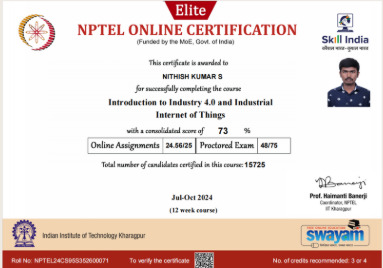 Elite
NPTEL ONLINE CERTIFICATION
(Funded by the MoE, Govt. of India)
Skill India
कौशल भारत - कुशल भारत
This certificate is awarded to
NITHISH KUMAR S
for successfully completing the course
Introduction to Industry 4.0 and Industrial
Internet of Things
with a consolidated score of 73 %
Online Assignments 24.56/25 Proctored Exam 48/75
Total number of candidates certified in this course: 15725
Jul-Oct 2024
(12 week course)
Prof. Haimanti Banerji
Coordinator, NPTEL
IIT Kharagpur
Indian Institute of Technology Kharagpur
swayam
Roll No: NPTEL24CS95S352600071
To verify the certificate
No. of credits recommended: 3 or 4